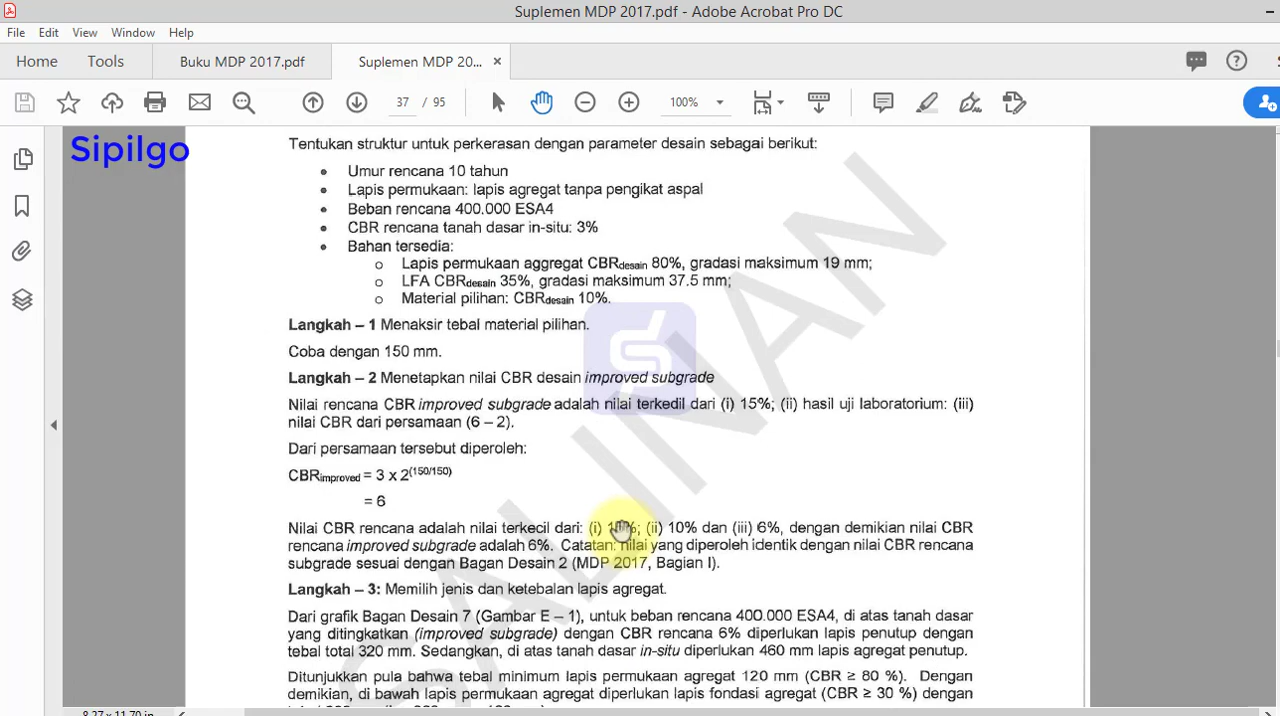 Suplemen MDP 2017.pdf - Adobe Acrobat Pro DC
File Edit View Window Help
Home Tools Buku MDP 2017.pdf Suplemen MDP 20... ×
37 / 95 100%
Sipilgo
Tentukan struktur untuk perkerasan dengan parameter desain sebagai berikut:
• Umur rencana 10 tahun
• Lapis permukaan: lapis agregat tanpa pengikat aspal
• Beban rencana 400.000 ESA4
• CBR rencana tanah dasar in-situ: 3%
• Bahan tersedia:
o Lapis permukaan aggregat CBRdesain 80%, gradasi maksimum 19 mm;
o LFA CBRdesain 35%, gradasi maksimum 37.5 mm;
o Material pilihan: CBRdesain 10%.
Langkah – 1 Menaksir tebal material pilihan.
Coba dengan 150 mm.
Langkah – 2 Menetapkan nilai CBR desain improved subgrade
Nilai rencana CBR improved subgrade adalah nilai terkedil dari (i) 15%; (ii) hasil uji laboratorium: (iii)
nilai CBR dari persamaan (6 – 2).
Dari persamaan tersebut diperoleh:
CBRimproved = 3 x 2(150/150)
= 6
Nilai CBR rencana adalah nilai terkecil dari: (i) %; (ii) 10% dan (iii) 6%, dengan demikian nilai CBR
rencana improved subgrade adalah 6%. Catatan: nilai yang diperoleh identik dengan nilai CBR rencana
subgrade sesuai dengan Bagan Desain 2 (MDP 2017, Bagian I).
Langkah – 3: Memilih jenis dan ketebalan lapis agregat.
Dari grafik Bagan Desain 7 (Gambar E – 1), untuk beban rencana 400.000 ESA4, di atas tanah dasar
yang ditingkatkan (improved subgrade) dengan CBR rencana 6% diperlukan lapis penutup dengan
tebal total 320 mm. Sedangkan, di atas tanah dasar in-situ diperlukan 460 mm lapis agregat penutup.
Ditunjukkan pula bahwa tebal minimum lapis permukaan agregat 120 mm (CBR ≥ 80 %). Dengan
demikian, di bawah lapis permukaan agregat diperlukan lapis fondasi agregat (CBR ≥ 30 %) dengan
SALINAN
8.27 x 11.70 in